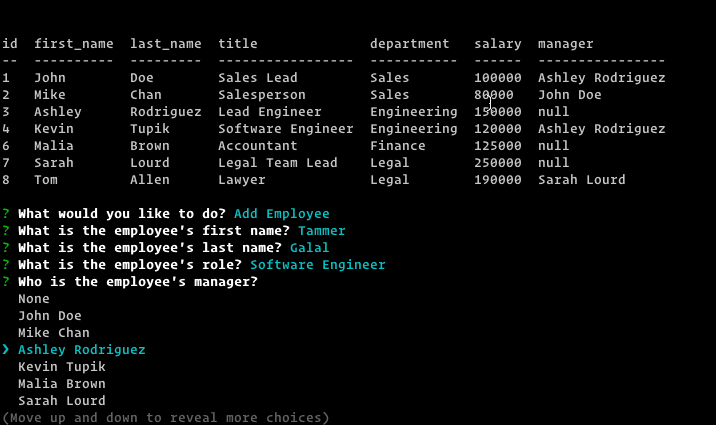 id  first_name  last_name  title              department   salary  manager
--  ----------  ---------  -----------------  -----------  ------  ----------------
1   John        Doe        Sales Lead         Sales        100000  Ashley Rodriguez
2   Mike        Chan       Salesperson        Sales        80000   John Doe
3   Ashley      Rodriguez  Lead Engineer      Engineering  150000  null
4   Kevin       Tupik      Software Engineer  Engineering  120000  Ashley Rodriguez
6   Malia       Brown      Accountant         Finance      125000  null
7   Sarah       Lourd      Legal Team Lead    Legal        250000  null
8   Tom         Allen      Lawyer             Legal        190000  Sarah Lourd
? What would you like to do? Add Employee
? What is the employee's first name? Tammer
? What is the employee's last name? Galal
? What is the employee's role? Software Engineer
? Who is the employee's manager?
None
John Doe
Mike Chan
❯ Ashley Rodriguez
Kevin Tupik
Malia Brown
Sarah Lourd
(Move up and down to reveal more choices)